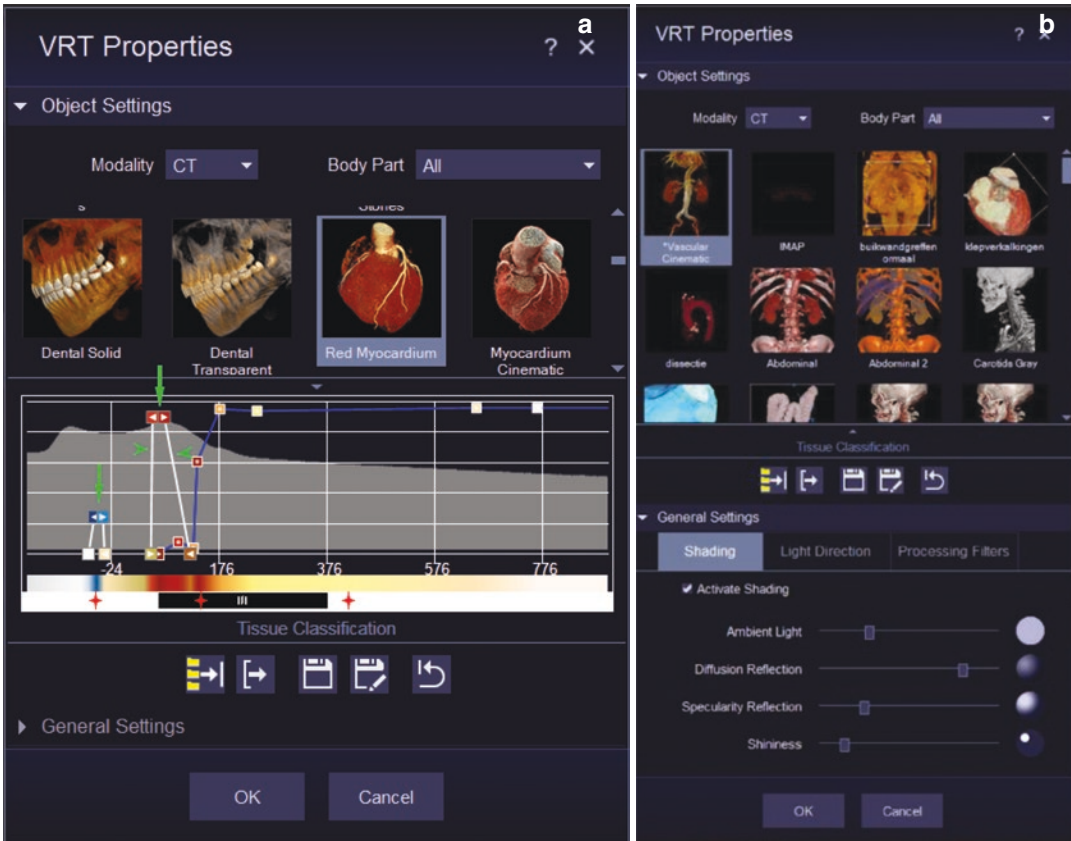 a
VRT Properties
?
Object Settings
Modality CT Body Part All
s
Stones
Dental Solid
Dental
Transparent
Red Myocardium
Myocardium
Cinematic
-24 176 376 576 776
Tissue Classification
General Settings
OK Cancel
b
VRT Properties
?
Object Settings
Modality CT Body Part All
*Vascular
Cinematic
IMAP
buikwandgreffen
ormaal
klepverkalkingen
dissectie
Abdominal
Abdominal 2
Carotids Gray
Tissue Classification
General Settings
Shading Light Direction Processing Filters
Activate Shading
Ambient Light
Diffusion Reflection
Specularity Reflection
Shininess
OK Cancel